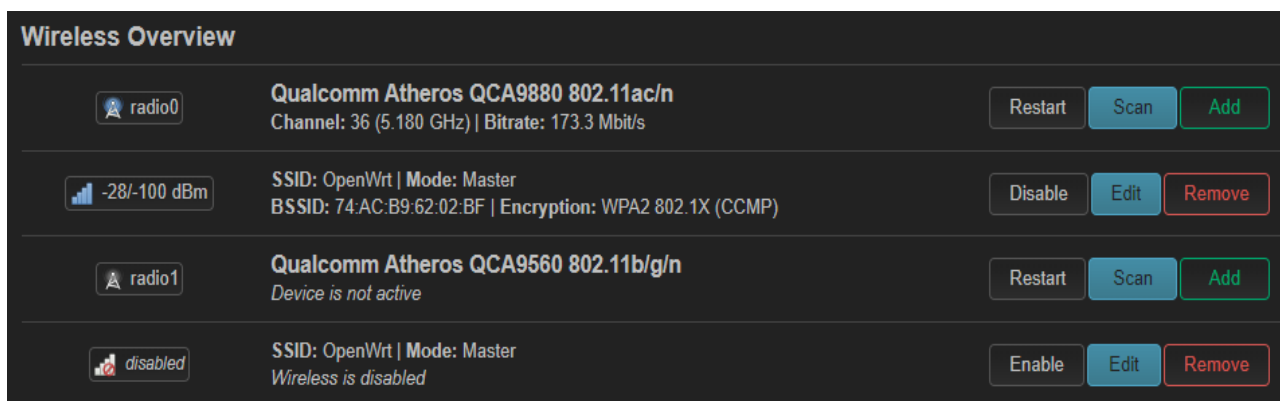 Wireless Overview
radio0
Qualcomm Atheros QCA9880 802.11ac/n
Channel: 36 (5.180 GHz) | Bitrate: 173.3 Mbit/s
Restart Scan Add
-28/-100 dBm
SSID: OpenWrt | Mode: Master
BSSID: 74:AC:B9:62:02:BF | Encryption: WPA2 802.1X (CCMP)
Disable Edit Remove
radio1
Qualcomm Atheros QCA9560 802.11b/g/n
Device is not active
Restart Scan Add
disabled
SSID: OpenWrt | Mode: Master
Wireless is disabled
Enable Edit Remove